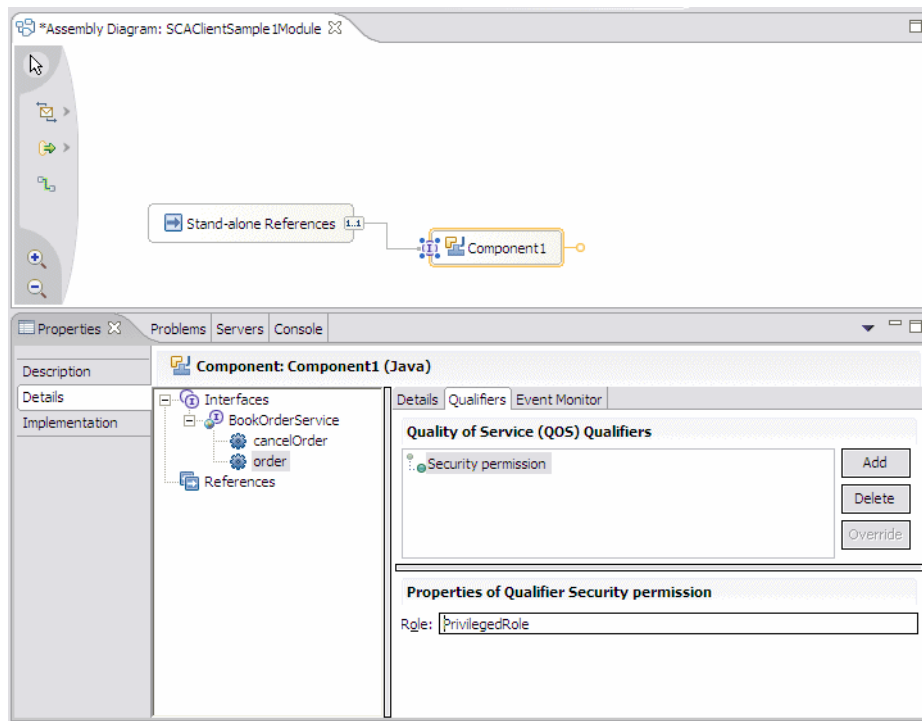 *Assembly Diagram: SCAClientSample1Module
Stand-alone References 1..1
Component1
Properties Problems Servers Console
Description
Details
Implementation
Component: Component1 (Java)
Interfaces
BookOrderService
cancelOrder
order
References
Details Qualifiers Event Monitor
Quality of Service (QOS) Qualifiers
Security permission
Add
Delete
Override
Properties of Qualifier Security permission
Role: PrivilegedRole